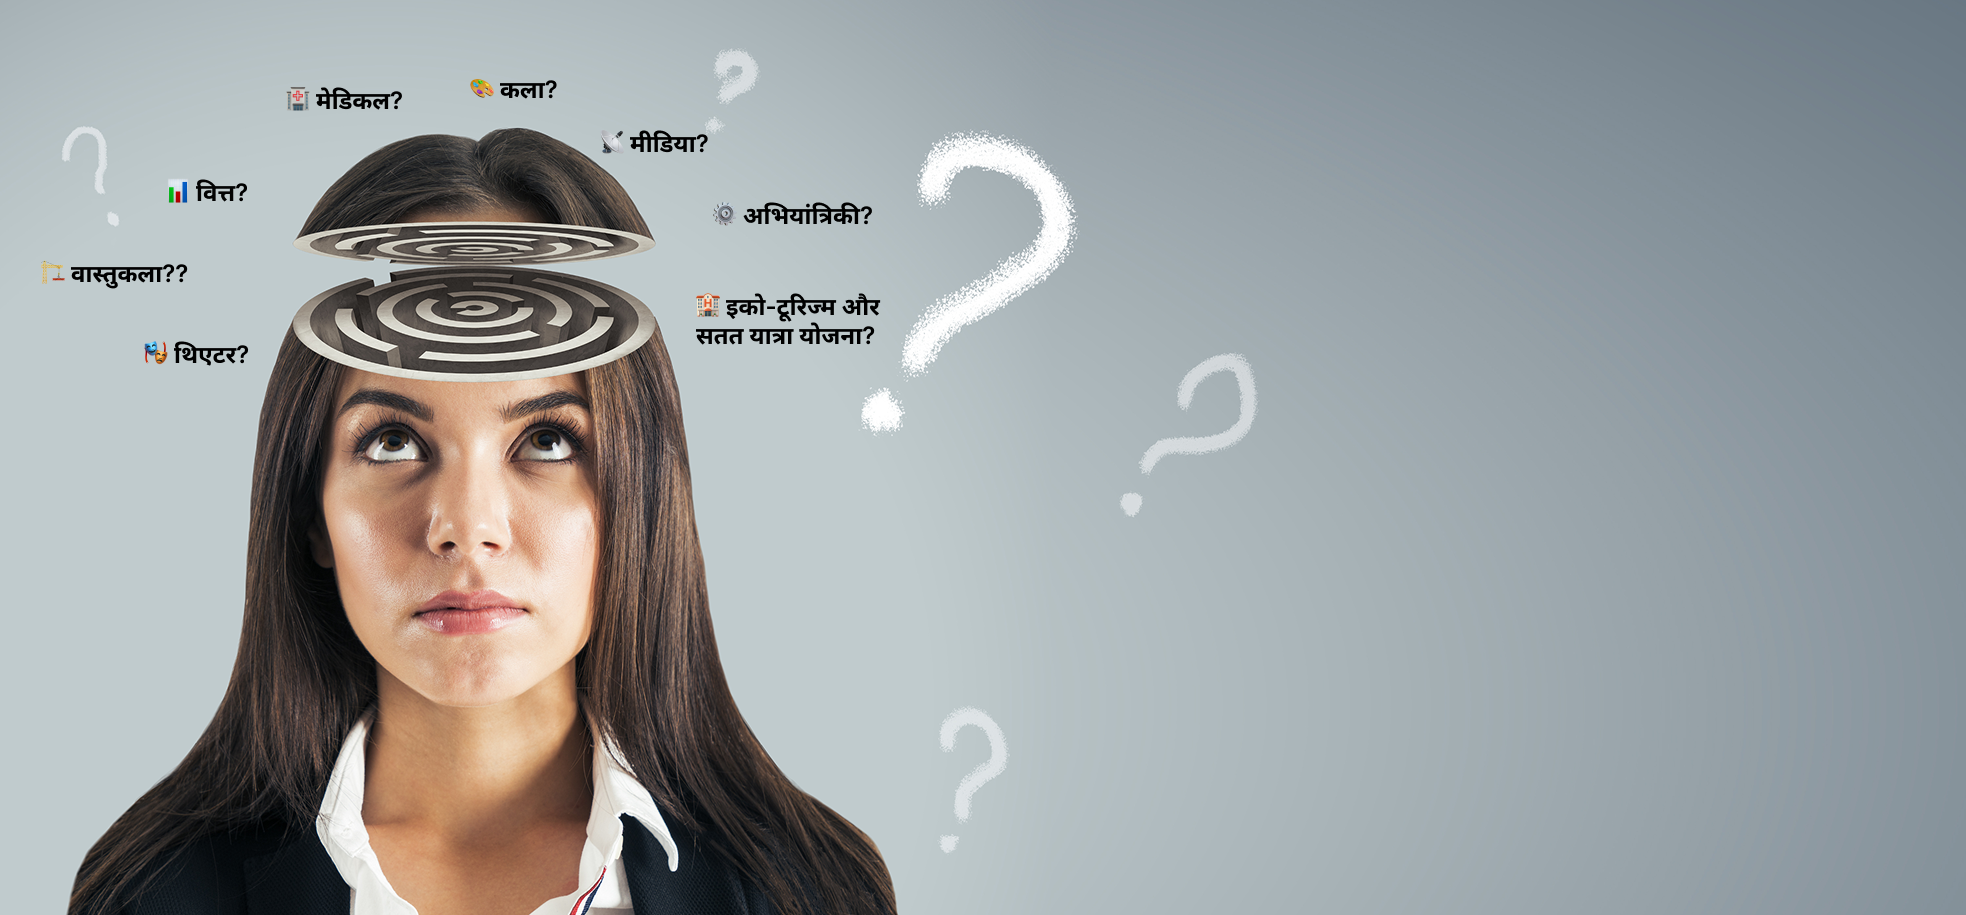 🎨 कला?
🏥 मेडिकल?
📡 मीडिया?
📊 वित्त?
⚙️ अभियांत्रिकी?
🏗️ वास्तुकला??
🏨 इको-टूरिज्म और
सतत यात्रा योजना?
🎭 थिएटर?